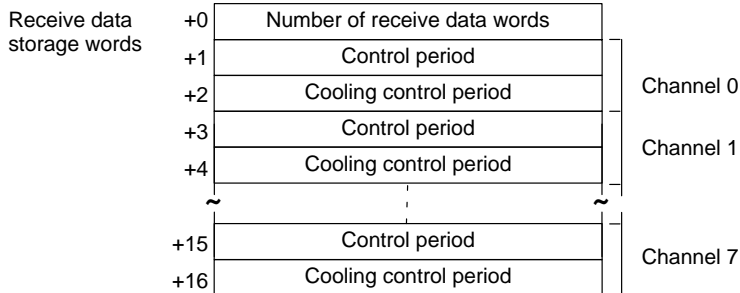 Receive data
storage words
+0 Number of receive data words
+1 Control period
+2 Cooling control period
Channel 0
+3 Control period
+4 Cooling control period
Channel 1
~ ~
+15 Control period
+16 Cooling control period
Channel 7